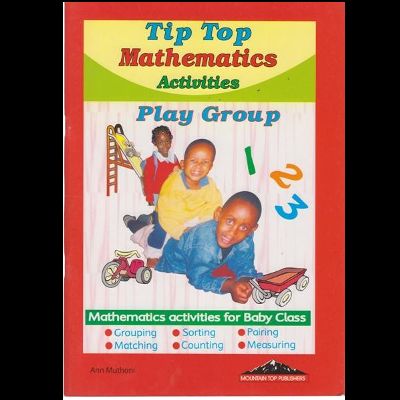 Tip Top
Mathematics
Activities
Play Group
1 2 3
Mathematics activities for Baby Class
Grouping Sorting Pairing
Matching Counting Measuring
Ann Muthoni
MOUNTAIN TOP PUBLISHERS